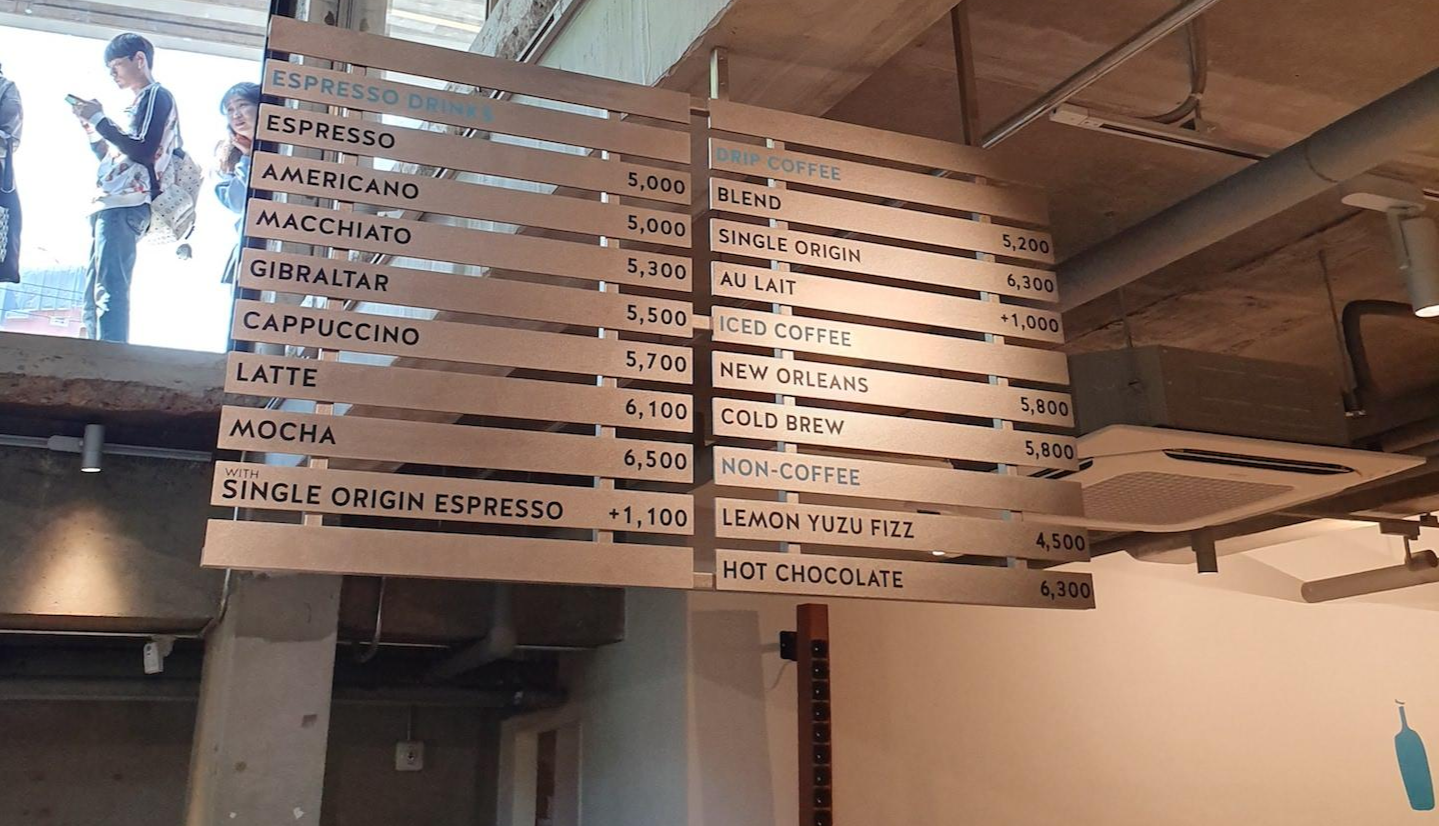 ESPRESSO DRINKS
ESPRESSO 5,000
AMERICANO 5,000
MACCHIATO 5,300
GIBRALTAR 5,500
CAPPUCCINO 5,700
LATTE 6,100
MOCHA 6,500
WITH
SINGLE ORIGIN ESPRESSO +1,100
DRIP COFFEE
BLEND 5,200
SINGLE ORIGIN 6,300
AU LAIT +1,000
ICED COFFEE
NEW ORLEANS 5,800
COLD BREW 5,800
NON-COFFEE
LEMON YUZU FIZZ 4,500
HOT CHOCOLATE 6,300